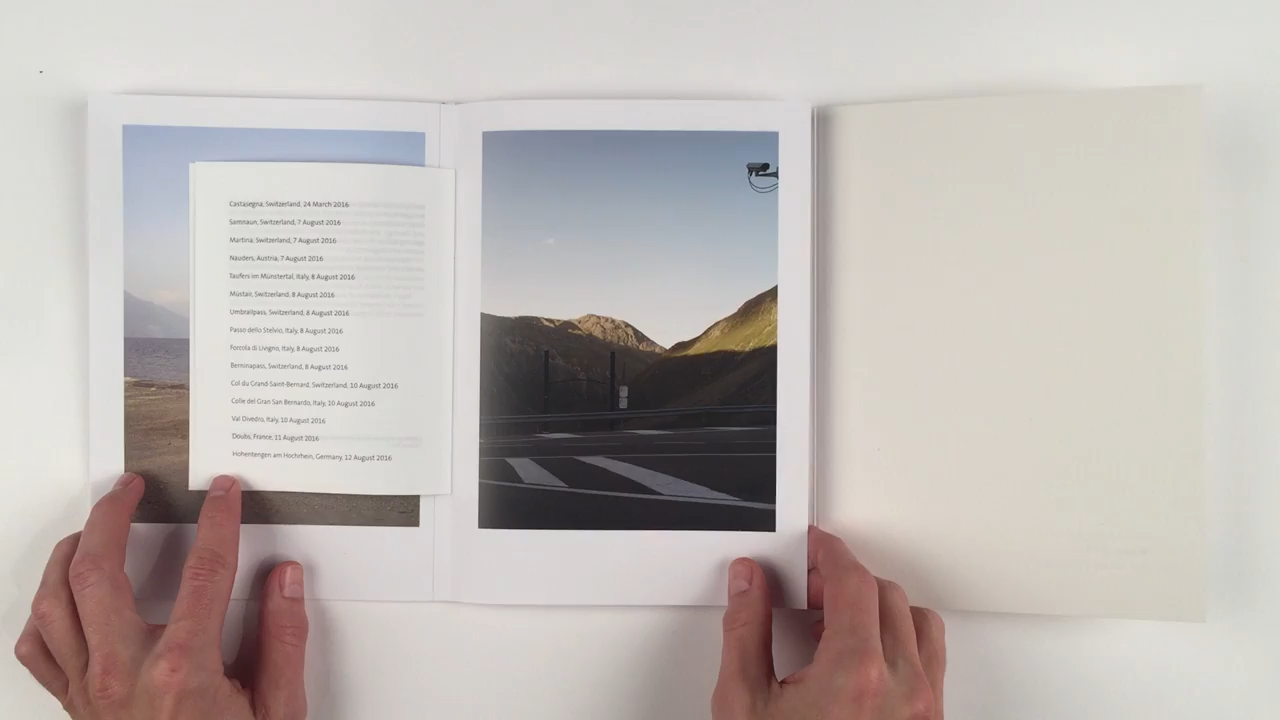 Castasegna, Switzerland, 24 March 2016
Samnaun, Switzerland, 7 August 2016
Martina, Switzerland, 7 August 2016
Nauders, Austria, 7 August 2016
Taufers im Münstertal, Italy, 8 August 2016
Müstair, Switzerland, 8 August 2016
Umbrailpass, Switzerland, 8 August 2016
Passo dello Stelvio, Italy, 8 August 2016
Forcola di Livigno, Italy, 8 August 2016
Berninapass, Switzerland, 8 August 2016
Col du Grand-Saint-Bernard, Switzerland, 10 August 2016
Colle del Gran San Bernardo, Italy, 10 August 2016
Val Divedro, Italy, 10 August 2016
Doubs, France, 11 August 2016
Hohentengen am Hochrhein, Germany, 12 August 2016